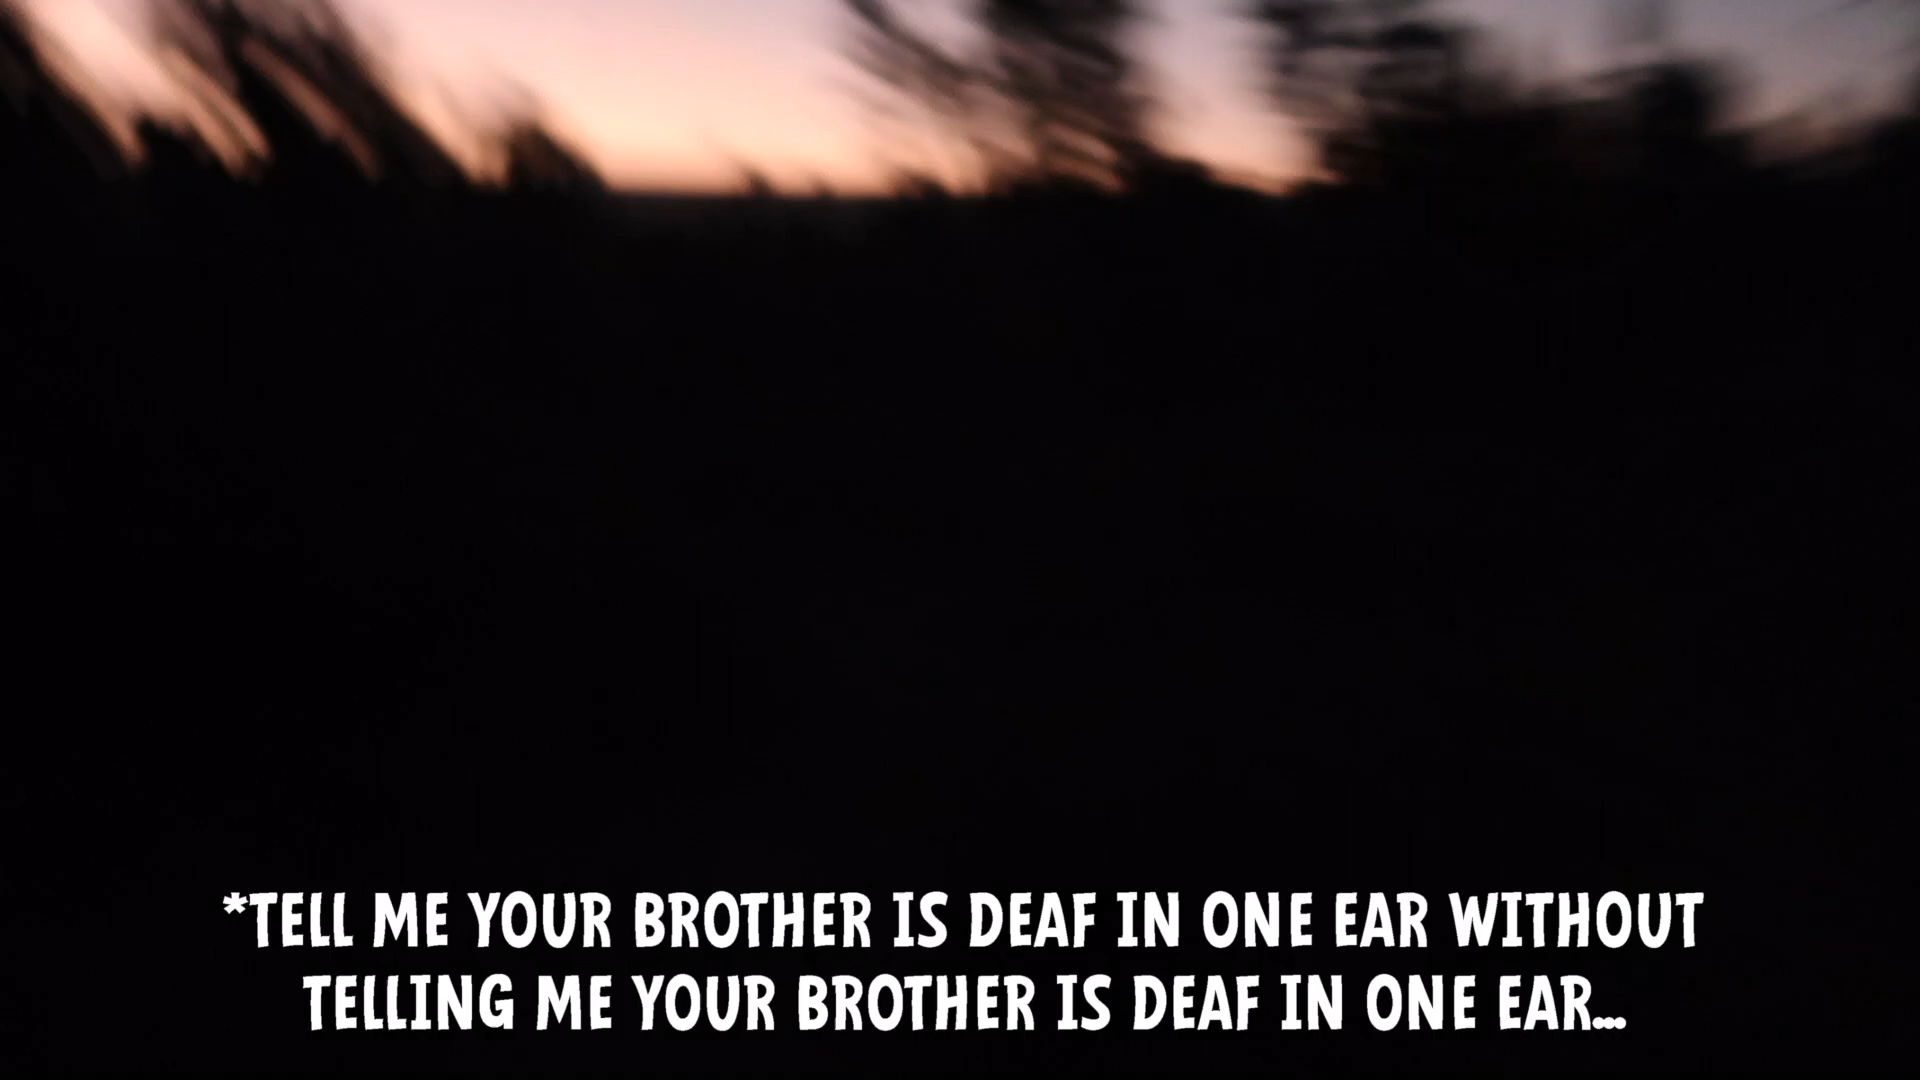 *TELL ME YOUR BROTHER IS DEAF IN ONE EAR WITHOUT
TELLING ME YOUR BROTHER IS DEAF IN ONE EAR...